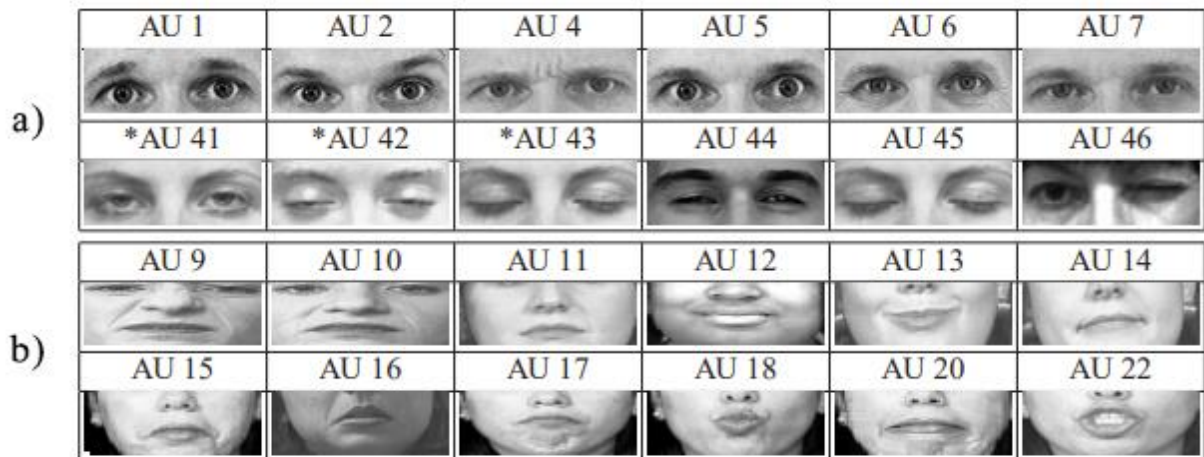 AU 1 AU 2 AU 4 AU 5 AU 6 AU 7
a)
*AU 41 *AU 42 *AU 43 AU 44 AU 45 AU 46
AU 9 AU 10 AU 11 AU 12 AU 13 AU 14
b)
AU 15 AU 16 AU 17 AU 18 AU 20 AU 22